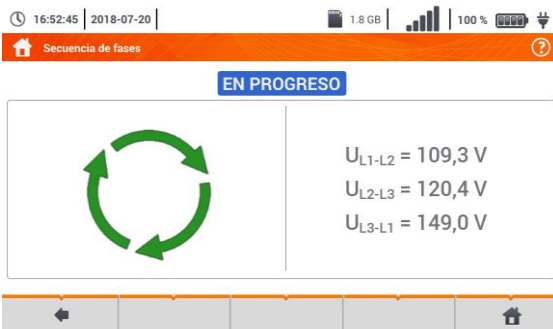 16:52:45 2018-07-20 1.8 GB 100 %
Secuencia de fases ?
EN PROGRESO
UL1-L2 = 109,3 V
UL2-L3 = 120,4 V
UL3-L1 = 149,0 V